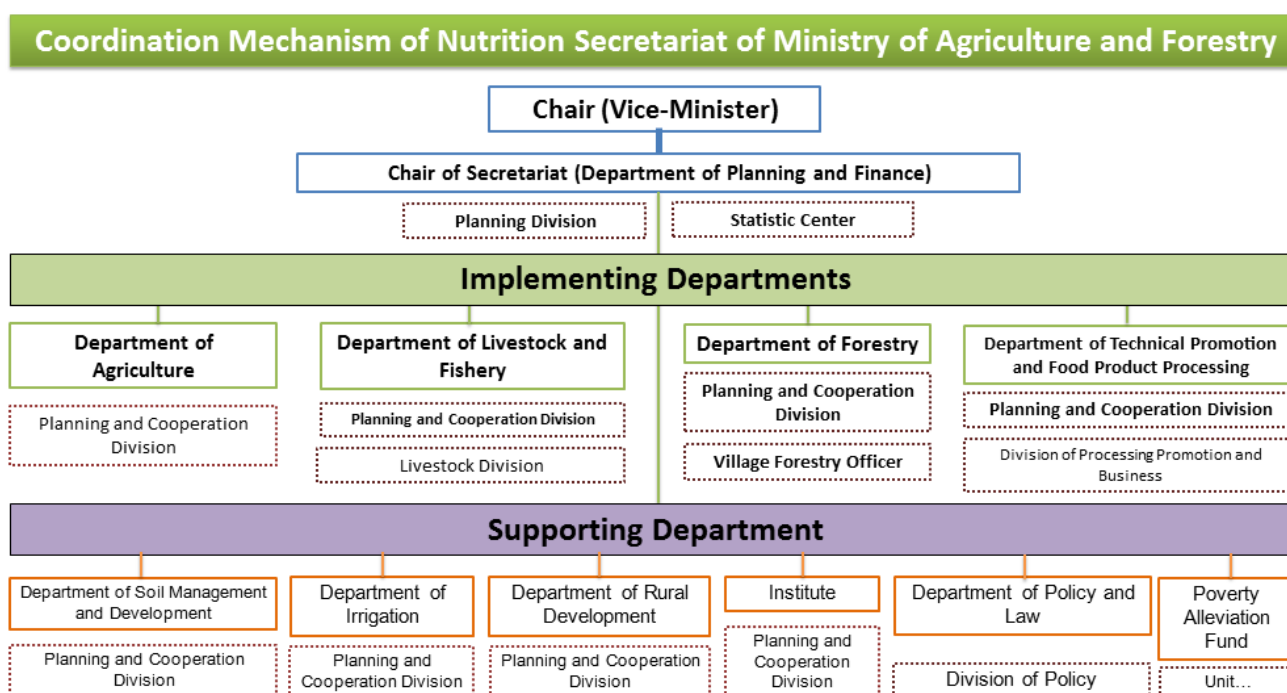 Coordination Mechanism of Nutrition Secretariat of Ministry of Agriculture and Forestry
Chair (Vice-Minister)
Chair of Secretariat (Department of Planning and Finance)
Planning Division
Statistic Center
Implementing Departments
Department of
Agriculture
Planning and Cooperation
Division
Department of Livestock and
Fishery
Planning and Cooperation Division
Livestock Division
Department of Forestry
Planning and Cooperation
Division
Village Forestry Officer
Department of Technical Promotion
and Food Product Processing
Planning and Cooperation Division
Division of Processing Promotion and
Business
Supporting Department
Department of Soil Management
and Development
Planning and Cooperation
Division
Department of
Irrigation
Planning and
Cooperation Division
Department of Rural
Development
Planning and Cooperation
Division
Institute
Planning and
Cooperation
Division
Department of Policy and
Law
Division of Policy
Poverty
Alleviation
Fund
Unit...